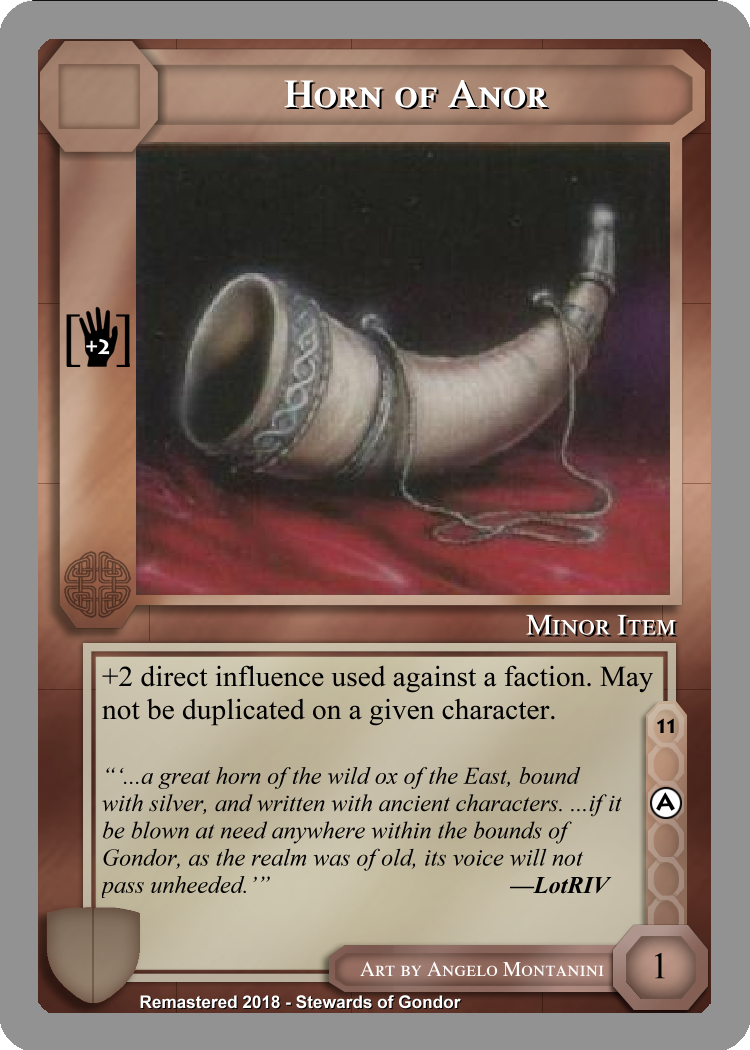 Horn of Anor
[+2]
Minor Item
+2 direct influence used against a faction. May
not be duplicated on a given character.
“‘...a great horn of the wild ox of the East, bound
with silver, and written with ancient characters. ...if it
be blown at need anywhere within the bounds of
Gondor, as the realm was of old, its voice will not
pass unheeded.’”
—LotRIV
11
A
Art by Angelo Montanini
1
Remastered 2018 - Stewards of Gondor